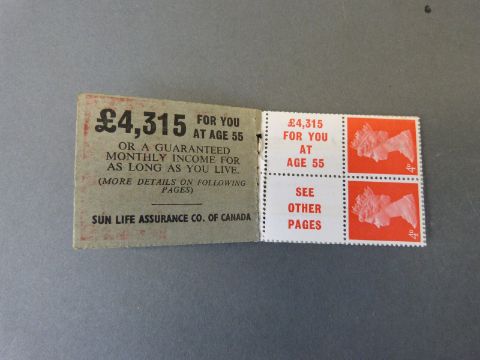 £4,315 FOR YOU
AT AGE 55
OR A GUARANTEED
MONTHLY INCOME FOR
AS LONG AS YOU LIVE.
(MORE DETAILS ON FOLLOWING
PAGES)
SUN LIFE ASSURANCE CO. OF CANADA
£4,315
FOR YOU
AT
AGE 55
SEE
OTHER
PAGES
4D
4D